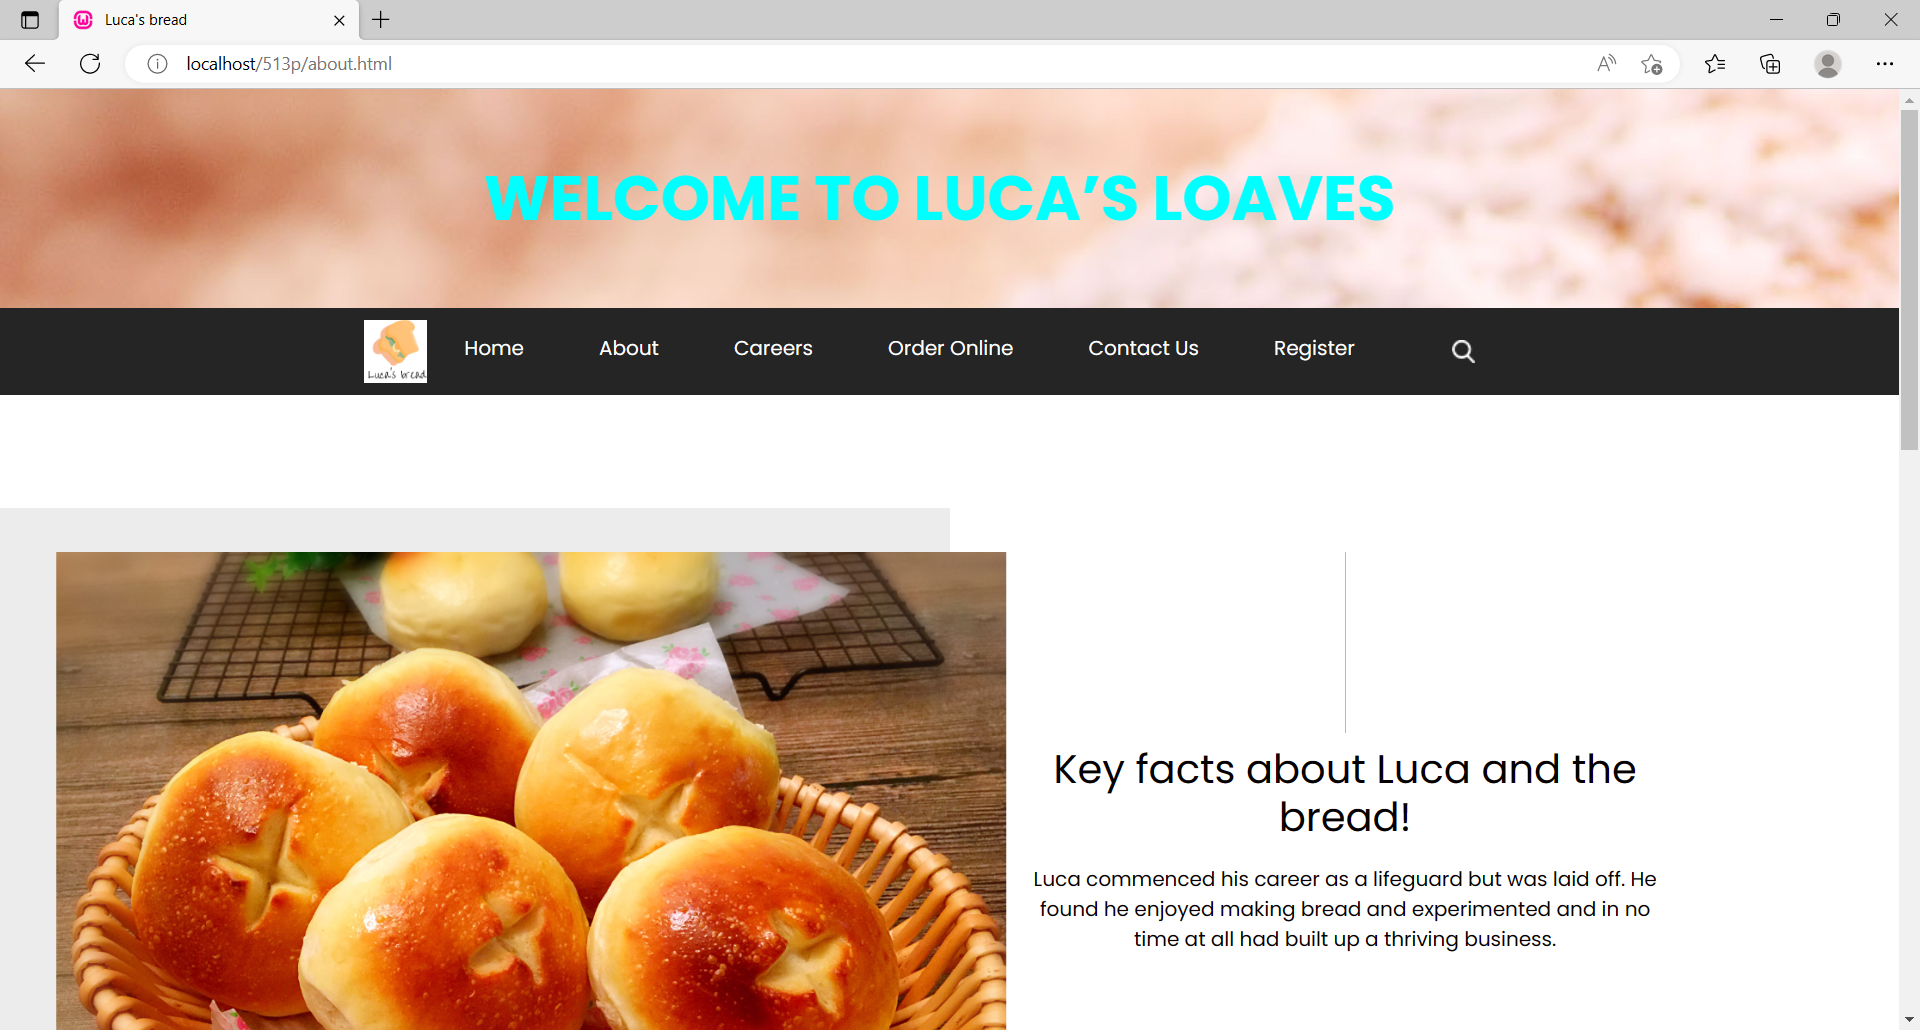 Luca's bread
localhost/513p/about.html
WELCOME TO LUCA’S LOAVES
Luca's bread
Home About Careers Order Online Contact Us Register
Key facts about Luca and the
bread!
Luca commenced his career as a lifeguard but was laid off. He
found he enjoyed making bread and experimented and in no
time at all had built up a thriving business.